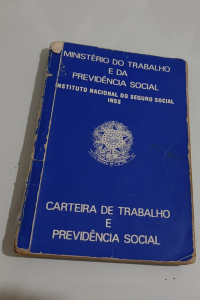 MINISTÉRIO DO TRABALHO
E DA
PREVIDÊNCIA SOCIAL
INSTITUTO NACIONAL DO SEGURO SOCIAL
INSS
CARTEIRA DE TRABALHO
E
PREVIDÊNCIA SOCIAL